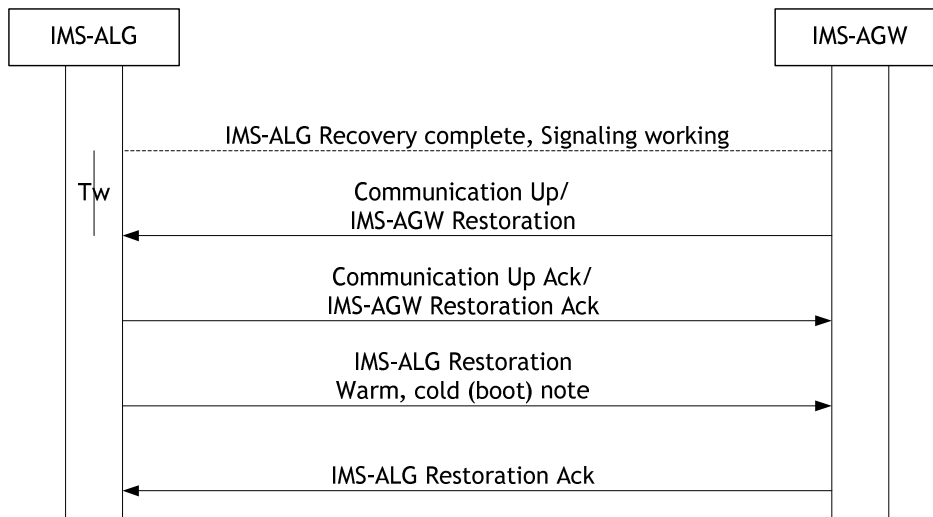 IMS-ALG
IMS-AGW
IMS-ALG Recovery complete, Signaling working
Tw
Communication Up/
IMS-AGW Restoration
Communication Up Ack/
IMS-AGW Restoration Ack
IMS-ALG Restoration
Warm, cold (boot) note
IMS-ALG Restoration Ack